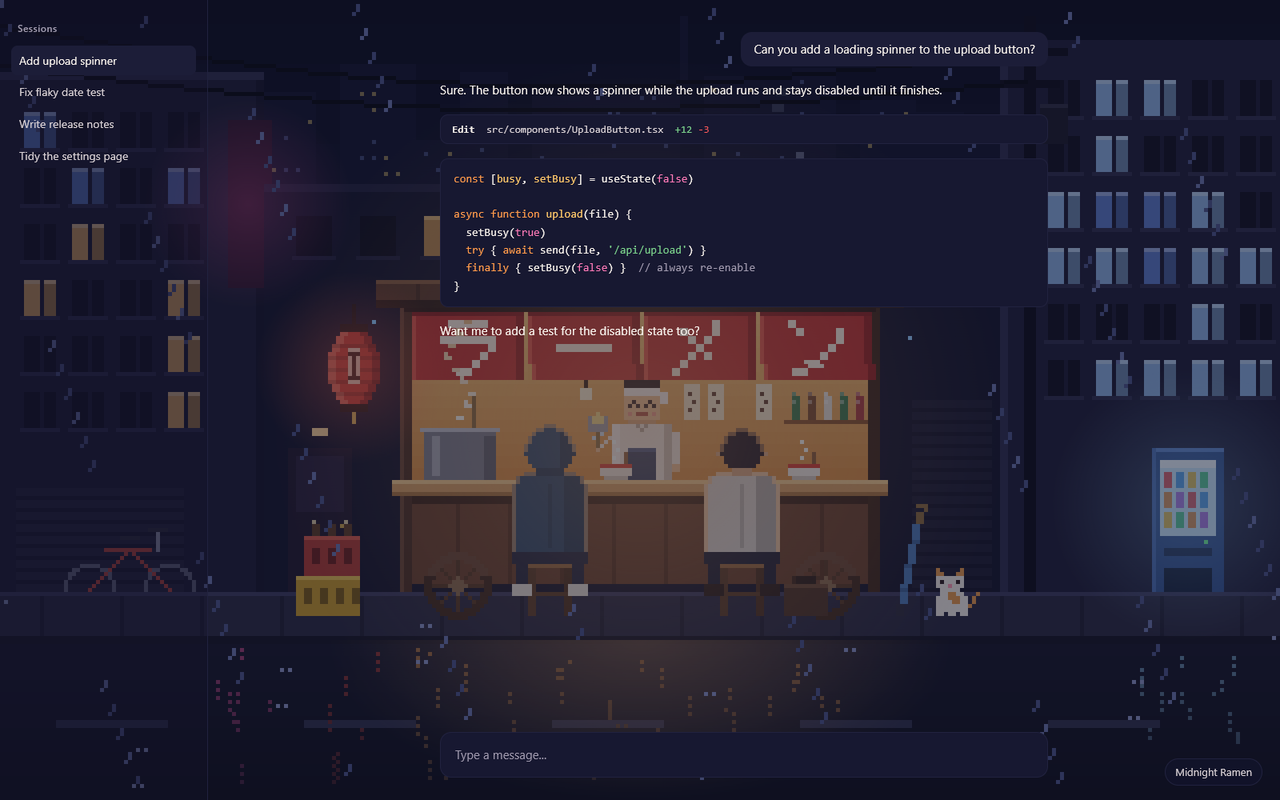 Sessions
Add upload spinner
Fix flaky date test
Write release notes
Tidy the settings page
Can you add a loading spinner to the upload button?
Sure. The button now shows a spinner while the upload runs and stays disabled until it finishes.
Edit src/components/UploadButton.tsx +12 -3
const [busy, setBusy] = useState(false)
async function upload(file) {
  setBusy(true)
  try { await send(file, '/api/upload') }
  finally { setBusy(false) }  // always re-enable
}
Want me to add a test for the disabled state too?
Type a message...
Midnight Ramen